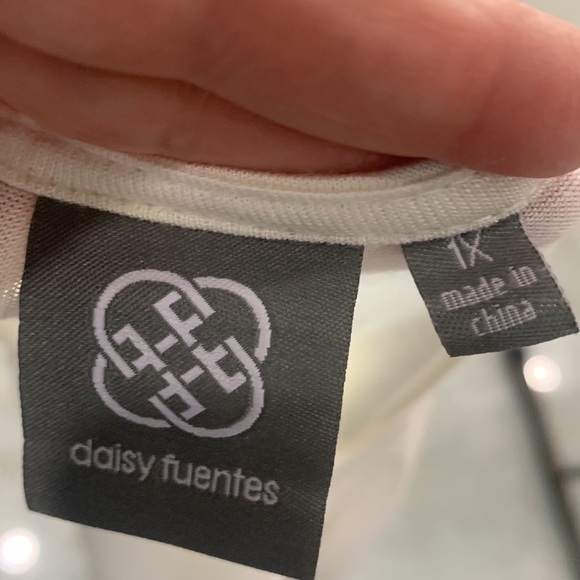 daisy fuentes
1X
made in
china